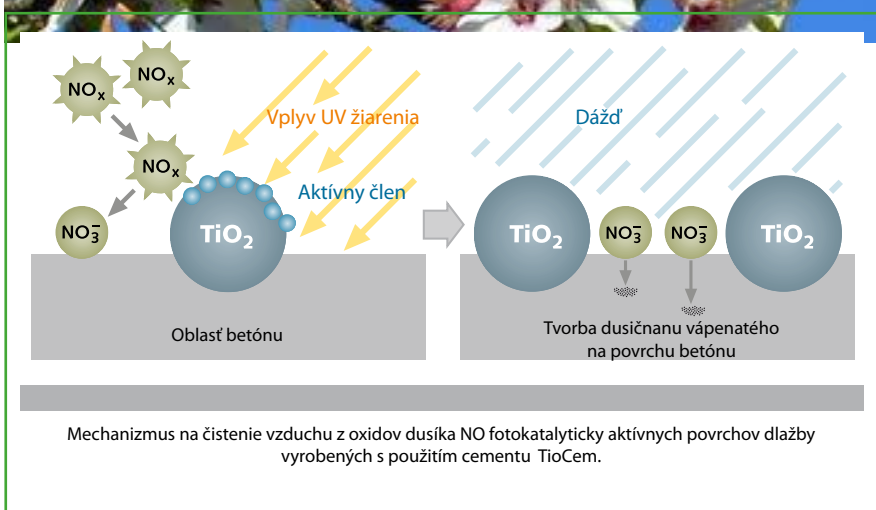 NOₓ
NOₓ
Vplyv UV žiarenia
Dážď
NOₓ
Aktívny člen
NO₃⁻
TiO₂
TiO₂
NO₃⁻
NO₃⁻
TiO₂
Oblasť betónu
Tvorba dusičnanu vápenatého
na povrchu betónu
Mechanizmus na čistenie vzduchu z oxidov dusíka NO fotokatalyticky aktívnych povrchov dlažby
vyrobených s použitím cementu TioCem.